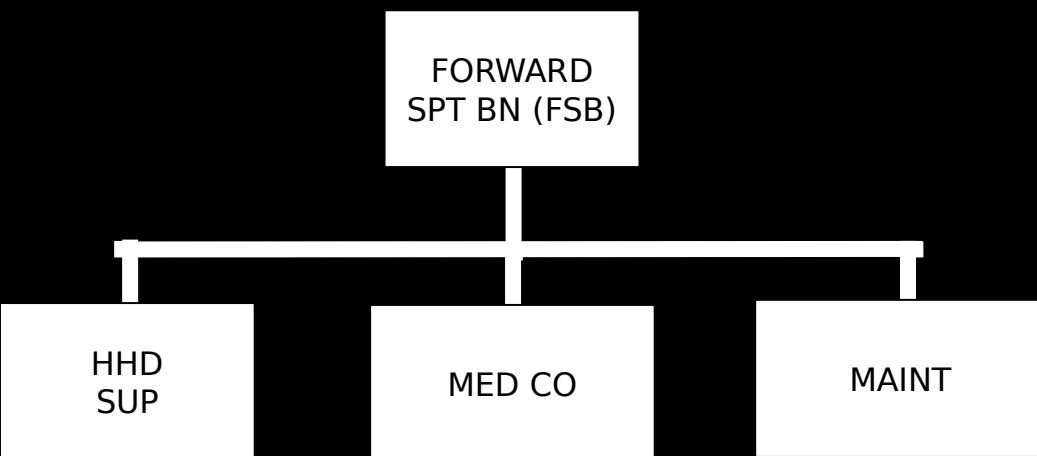 FORWARD
SPT BN (FSB)
HHD
SUP
MED CO
MAINT